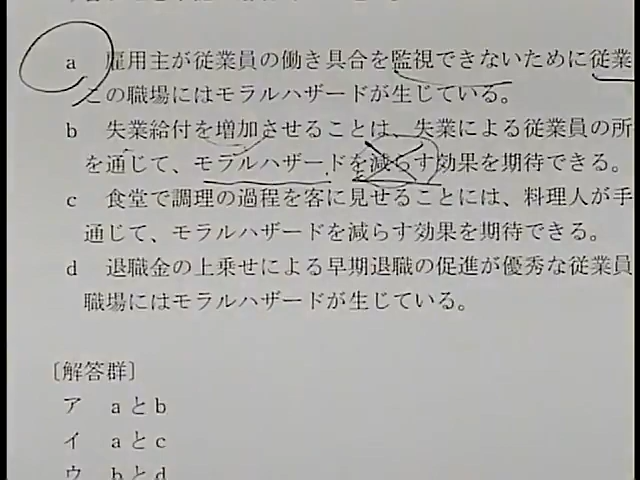 a 雇用主が従業員の働き具合を監視できないために従業
この職場にはモラルハザードが生じている。
b 失業給付を増加させることは、失業による従業員の所
を通じて、モラルハザードを減らす効果を期待できる。
c 食堂で調理の過程を客に見せることには、料理人が手
通じて、モラルハザードを減らす効果を期待できる。
d 退職金の上乗せによる早期退職の促進が優秀な従業員
職場にはモラルハザードが生じている。
〔解答群〕
ア aとb
イ aとc
ウ bとd